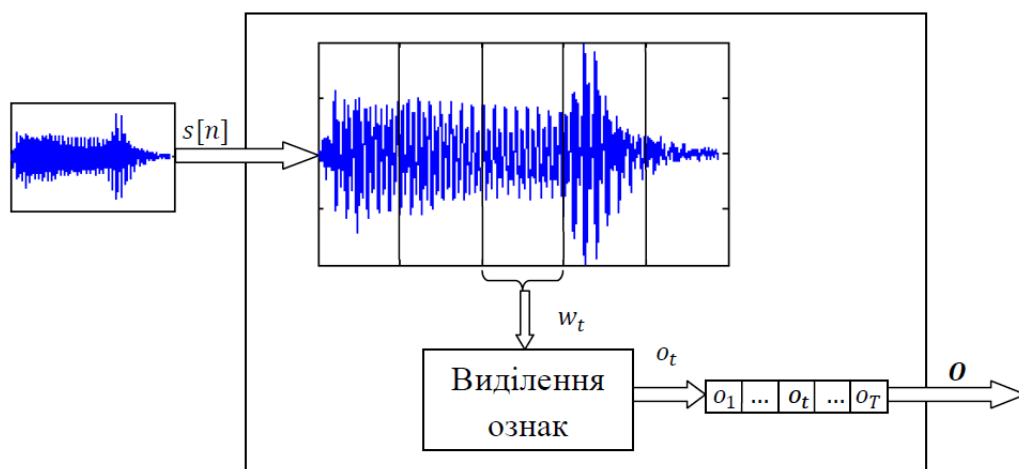 s[n]
w_t
Виділення
ознак
o_t
o_1 ... o_t ... o_T
O